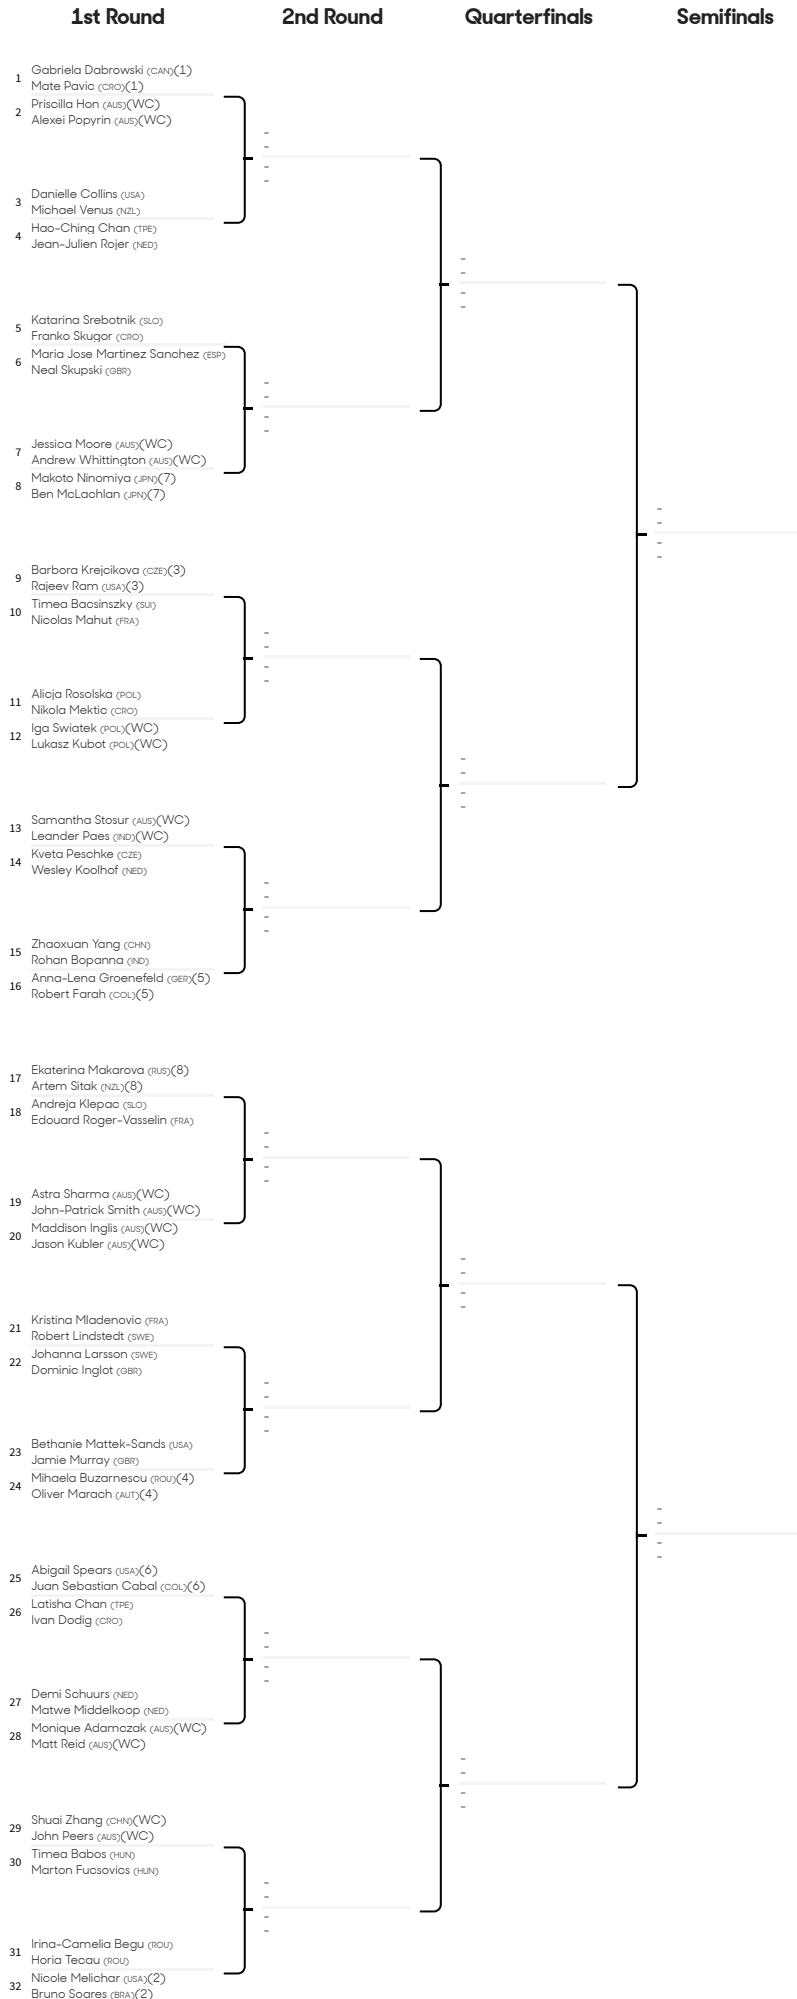 1st Round 2nd Round Quarterfinals Semifinals
1
Gabriela Dabrowski (CAN)(1)
Mate Pavic (CRO)(1)
2
Priscilla Hon (AUS)(WC)
Alexei Popyrin (AUS)(WC)
3
Danielle Collins (USA)
Michael Venus (NZL)
4
Hao-Ching Chan (TPE)
Jean-Julien Rojer (NED)
5
Katarina Srebotnik (SLO)
Franko Skugor (CRO)
6
Maria Jose Martinez Sanchez (ESP)
Neal Skupski (GBR)
7
Jessica Moore (AUS)(WC)
Andrew Whittington (AUS)(WC)
8
Makoto Ninomiya (JPN)(7)
Ben McLachlan (JPN)(7)
9
Barbora Krejcikova (CZE)(3)
Rajeev Ram (USA)(3)
10
Timea Bacsinszky (SUI)
Nicolas Mahut (FRA)
11
Alicja Rosolska (POL)
Nikola Mektic (CRO)
12
Iga Swiatek (POL)(WC)
Lukasz Kubot (POL)(WC)
13
Samantha Stosur (AUS)(WC)
Leander Paes (IND)(WC)
14
Kveta Peschke (CZE)
Wesley Koolhof (NED)
15
Zhaoxuan Yang (CHN)
Rohan Bopanna (IND)
16
Anna-Lena Groenefeld (GER)(5)
Robert Farah (COL)(5)
17
Ekaterina Makarova (RUS)(8)
Artem Sitak (NZL)(8)
18
Andreja Klepac (SLO)
Edouard Roger-Vasselin (FRA)
19
Astra Sharma (AUS)(WC)
John-Patrick Smith (AUS)(WC)
20
Maddison Inglis (AUS)(WC)
Jason Kubler (AUS)(WC)
21
Kristina Mladenovic (FRA)
Robert Lindstedt (SWE)
22
Johanna Larsson (SWE)
Dominic Inglot (GBR)
23
Bethanie Mattek-Sands (USA)
Jamie Murray (GBR)
24
Mihaela Buzarnescu (ROU)(4)
Oliver Marach (AUT)(4)
25
Abigail Spears (USA)(6)
Juan Sebastian Cabal (COL)(6)
26
Latisha Chan (TPE)
Ivan Dodig (CRO)
27
Demi Schuurs (NED)
Matwe Middelkoop (NED)
28
Monique Adamczak (AUS)(WC)
Matt Reid (AUS)(WC)
29
Shuai Zhang (CHN)(WC)
John Peers (AUS)(WC)
30
Timea Babos (HUN)
Marton Fucsovics (HUN)
31
Irina-Camelia Begu (ROU)
Horia Tecau (ROU)
32
Nicole Melichar (USA)(2)
Bruno Soares (BRA)(2)